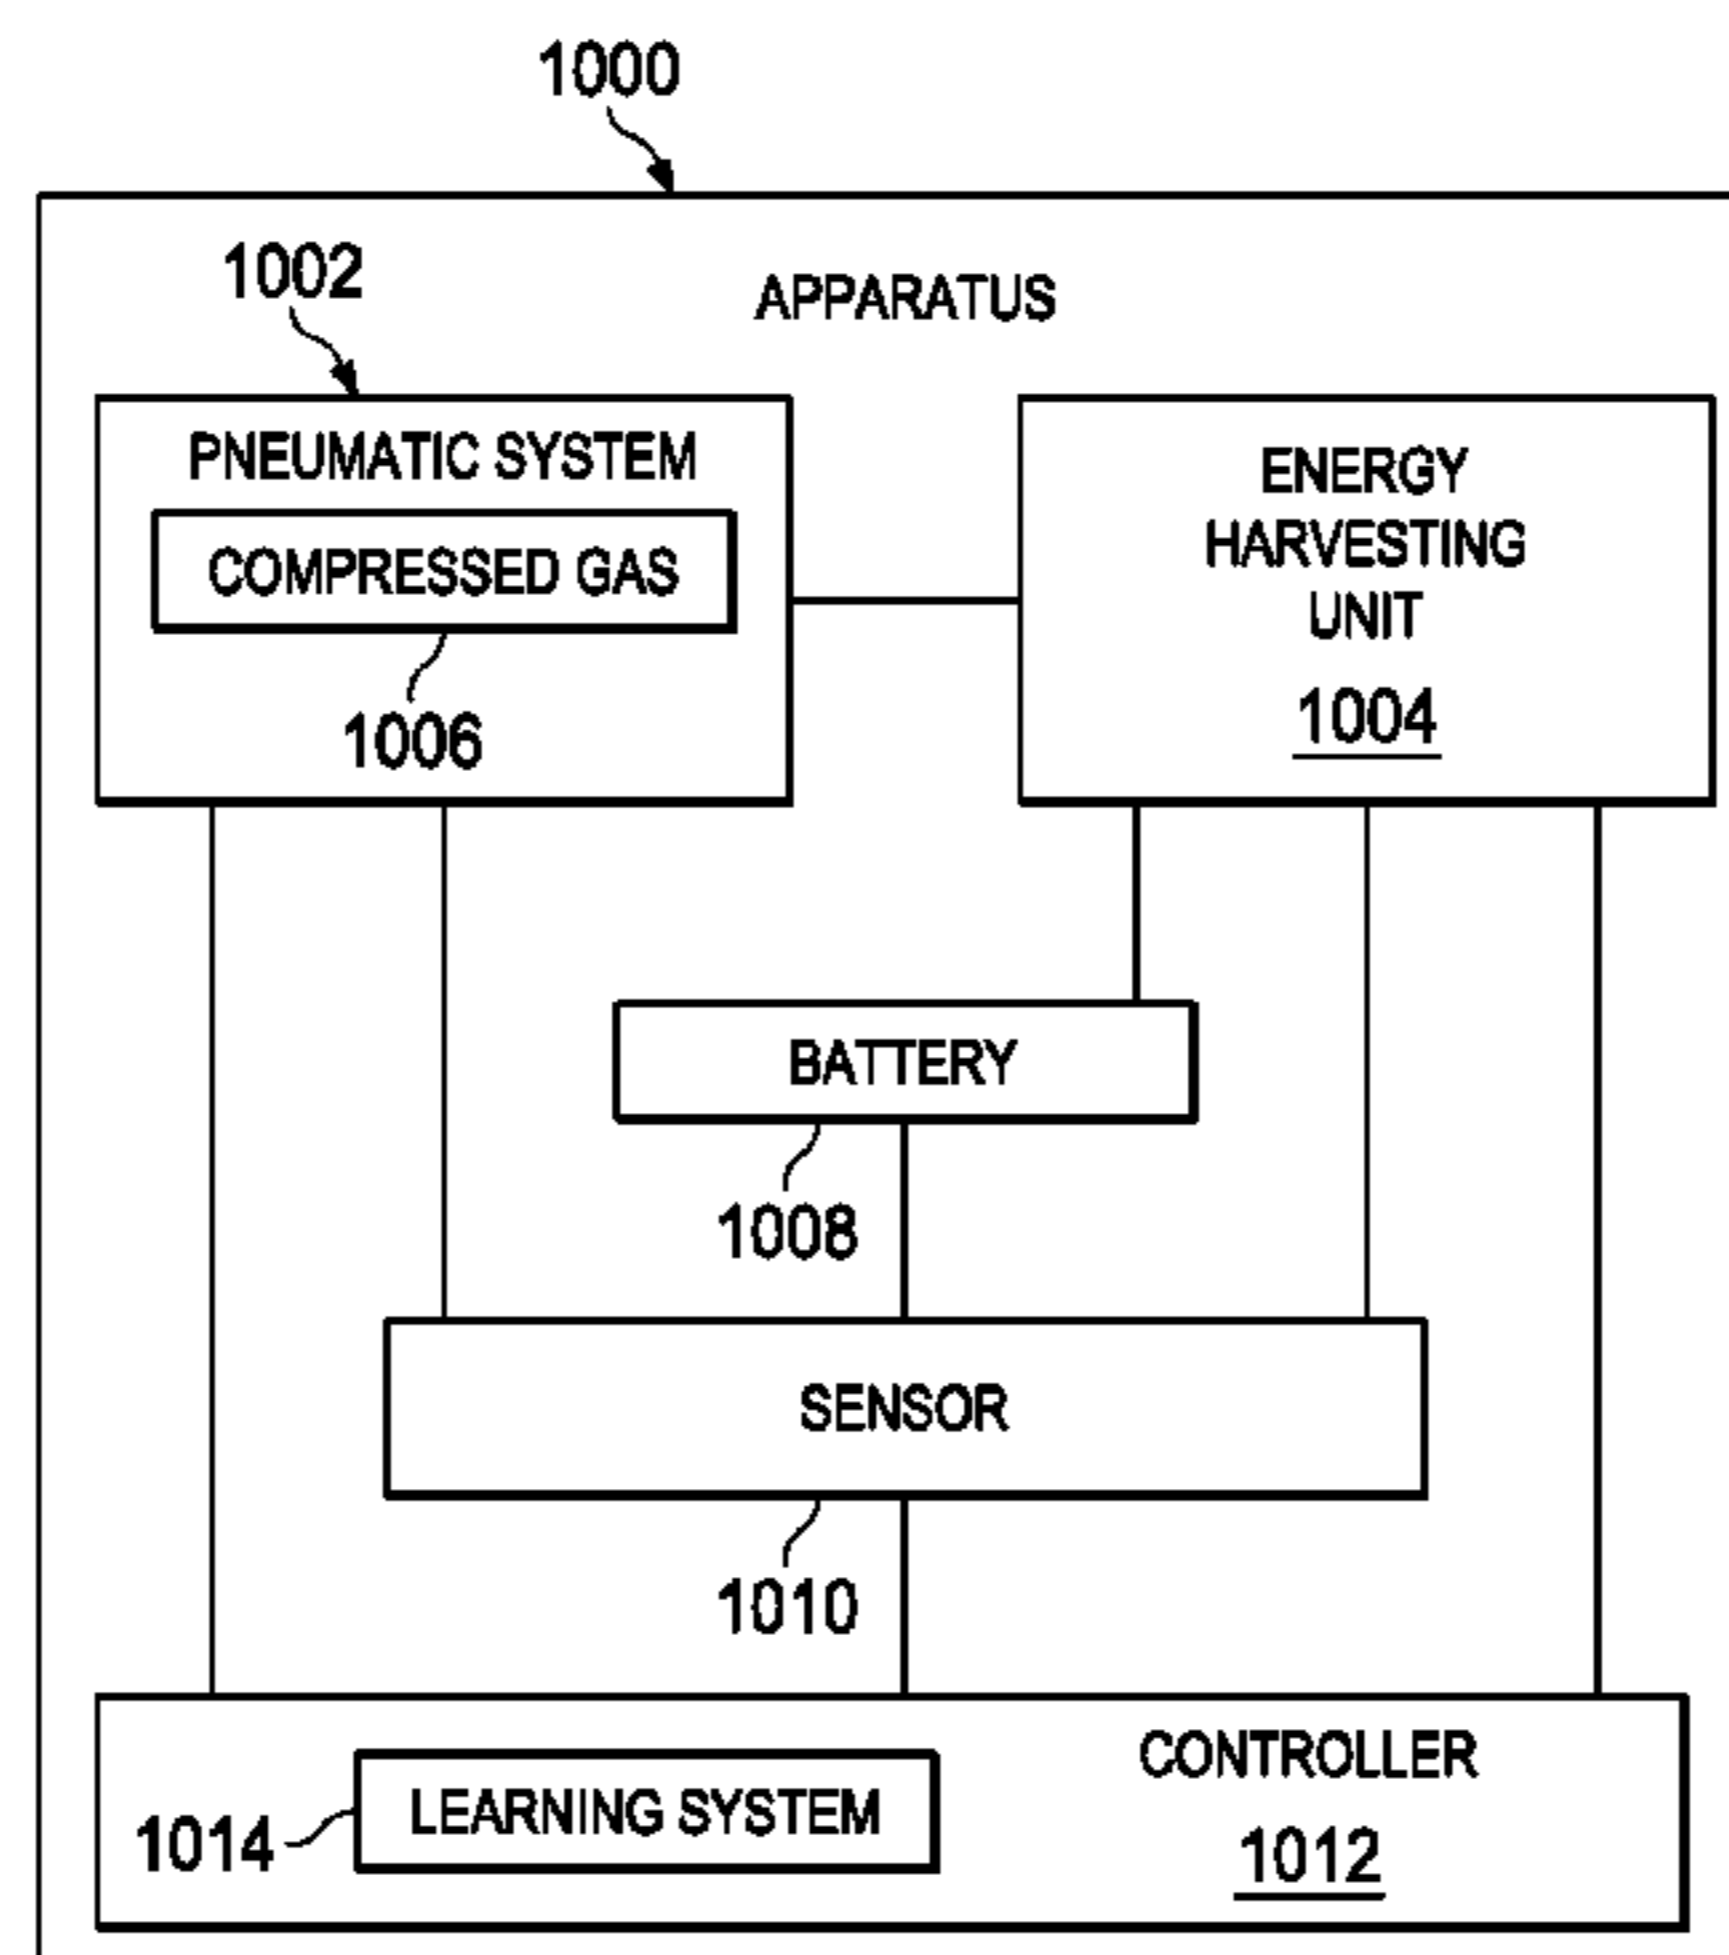 1000
1002
APPARATUS
PNEUMATIC SYSTEM
COMPRESSED GAS
1006
ENERGY
HARVESTING
UNIT
1004
BATTERY
1008
SENSOR
1010
CONTROLLER
1012
LEARNING SYSTEM
1014